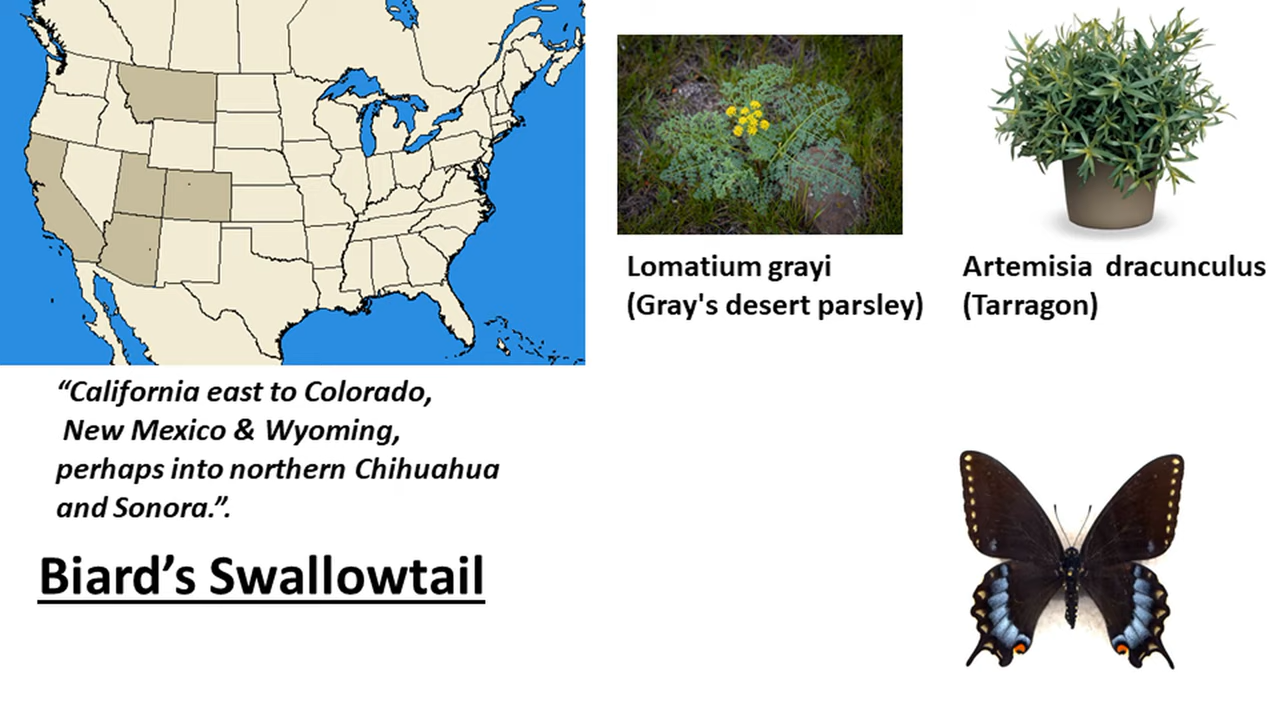 Lomatium grayi
(Gray's desert parsley)
Artemisia dracunculus
(Tarragon)
“California east to Colorado,
New Mexico & Wyoming,
perhaps into northern Chihuahua
and Sonora.”.
Biard’s Swallowtail